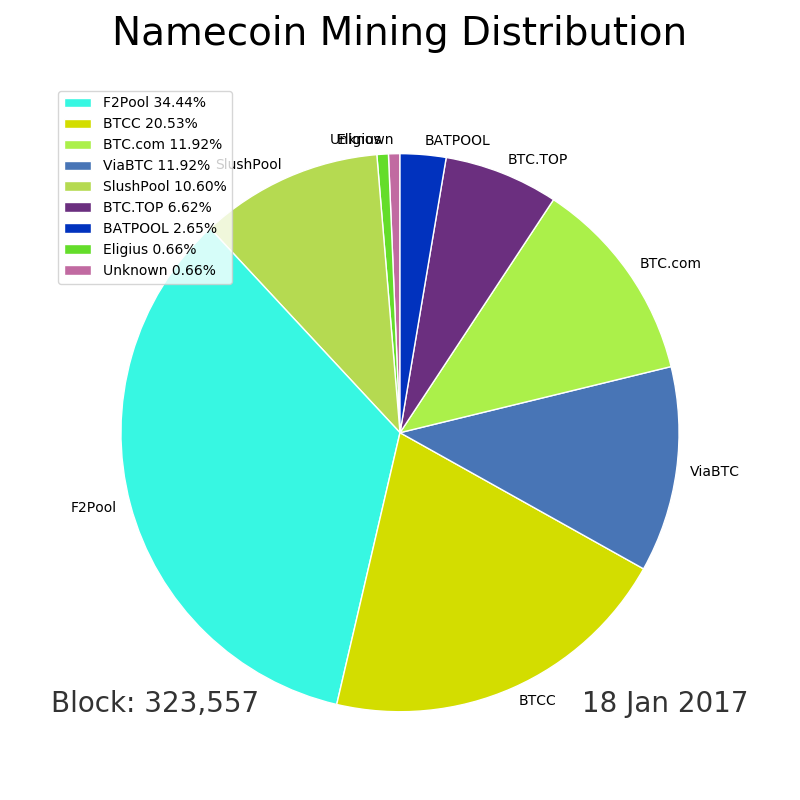 Namecoin Mining Distribution
F2Pool 34.44%
BTCC 20.53%
BTC.com 11.92%
ViaBTC 11.92%
SlushPool 10.60%
BTC.TOP 6.62%
BATPOOL 2.65%
Eligius 0.66%
Unknown 0.66%
Unknown
Eligius
BATPOOL
BTC.TOP
SlushPool
BTC.com
ViaBTC
F2Pool
BTCC
Block: 323,557
18 Jan 2017